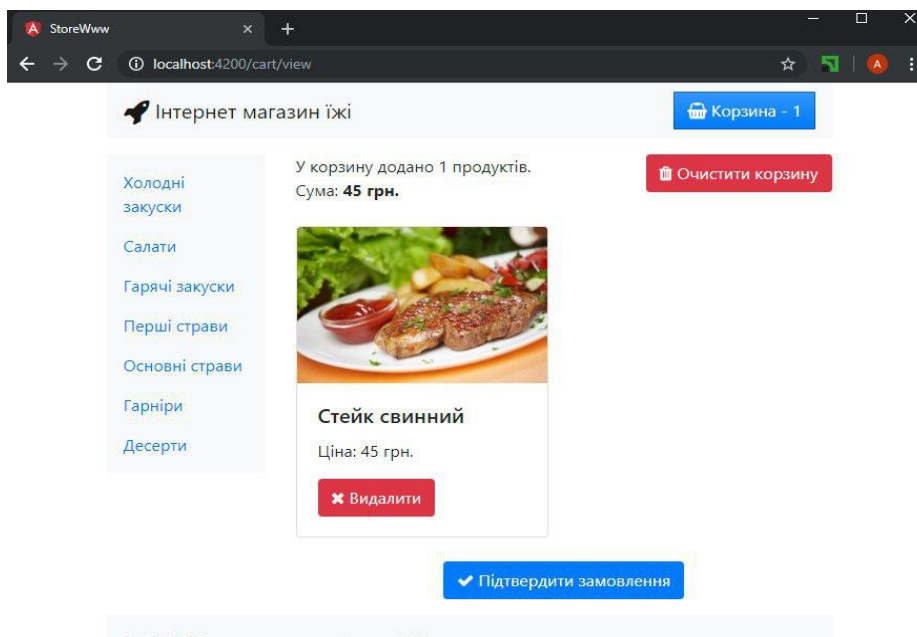 StoreWww
localhost:4200/cart/view
A
Інтернет магазин їжі
Корзина - 1
Холодні
закуски
Салати
Гарячі закуски
Перші страви
Основні страви
Гарніри
Десерти
У корзину додано 1 продуктів.
Сума: 45 грн.
Очистити корзину
Стейк свинний
Ціна: 45 грн.
Видалити
Підтвердити замовлення